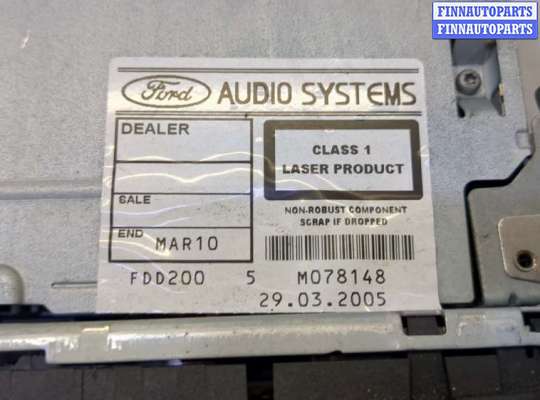 FINNAUTOPARTS
FINNAUTOPARTS
Ford AUDIO SYSTEMS
DEALER
SALE
END MAR10
CLASS 1
LASER PRODUCT
NON-ROBUST COMPONENT
SCRAP IF DROPPED
FDD200 5 M078148
29.03.2005